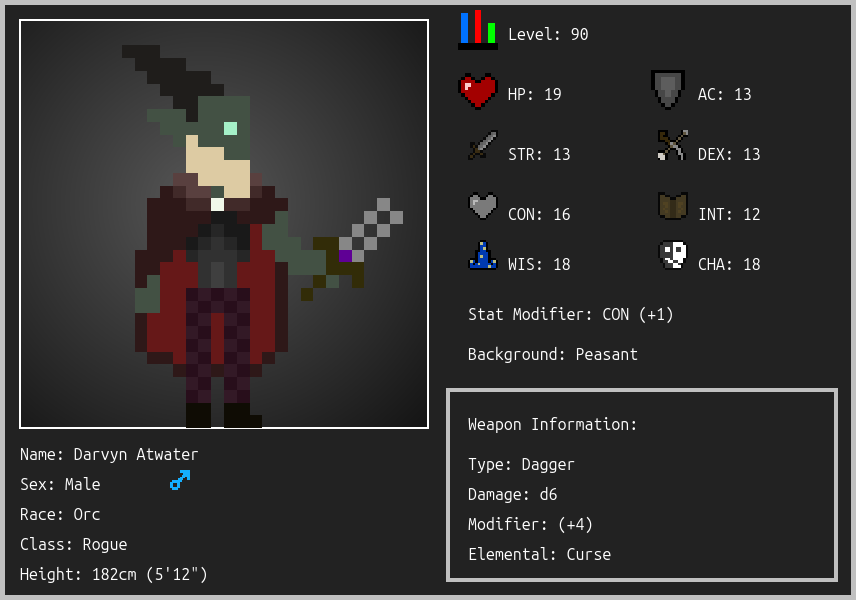 Level: 90
HP: 19
AC: 13
STR: 13
DEX: 13
CON: 16
INT: 12
WIS: 18
CHA: 18
Stat Modifier: CON (+1)
Background: Peasant
Weapon Information:
Type: Dagger
Damage: d6
Modifier: (+4)
Elemental: Curse
Name: Darvyn Atwater
Sex: Male
Race: Orc
Class: Rogue
Height: 182cm (5'12")